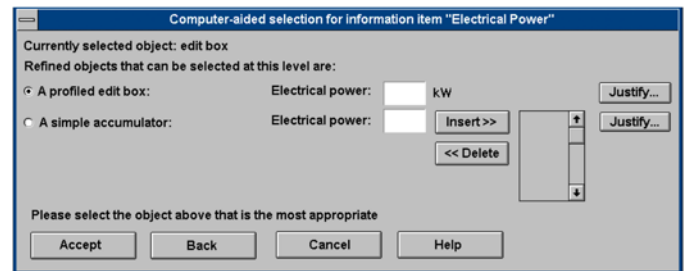 Computer-aided selection for information item "Electrical Power"
Currently selected object: edit box
Refined objects that can be selected at this level are:
A profiled edit box: Electrical power: kW Justify...
A simple accumulator: Electrical power: Insert >> Justify...
<< Delete
Please select the object above that is the most appropriate
Accept Back Cancel Help